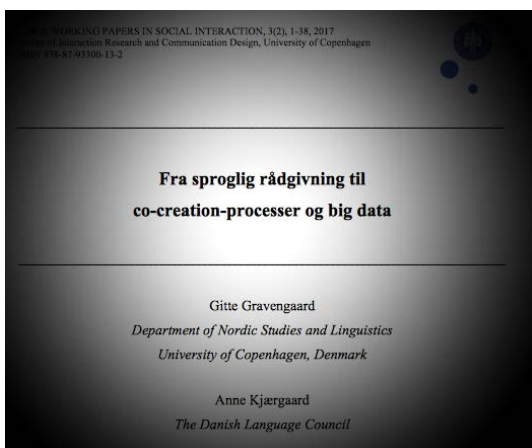 WORKING PAPERS IN SOCIAL INTERACTION, 3(2), 1-38, 2017
of Interaction Research and Communication Design, University of Copenhagen
978-87-93300-13-2
Fra sproglig rådgivning til
co-creation-processer og big data
Gitte Gravengaard
Department of Nordic Studies and Linguistics
University of Copenhagen, Denmark
Anne Kjærgaard
The Danish Language Council